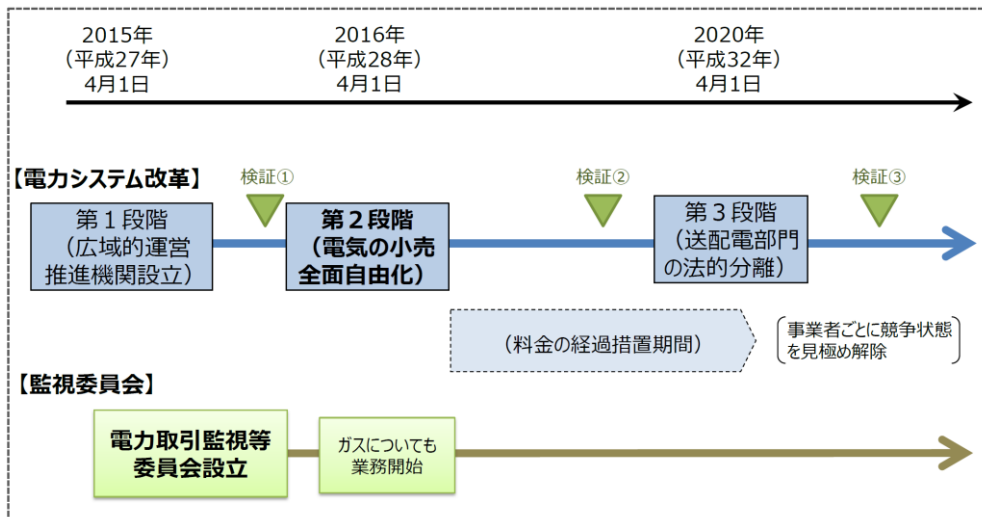 2015年
（平成27年）
4月1日
2016年
（平成28年）
4月1日
2020年
（平成32年）
4月1日
【電力システム改革】
検証①
検証②
検証③
第１段階
（広域的運営
推進機関設立）
第２段階
（電気の小売
全面自由化）
第３段階
（送配電部門
の法的分離）
（料金の経過措置期間）
事業者ごとに競争状態
を見極め解除
【監視委員会】
電力取引監視等
委員会設立
ガスについても
業務開始